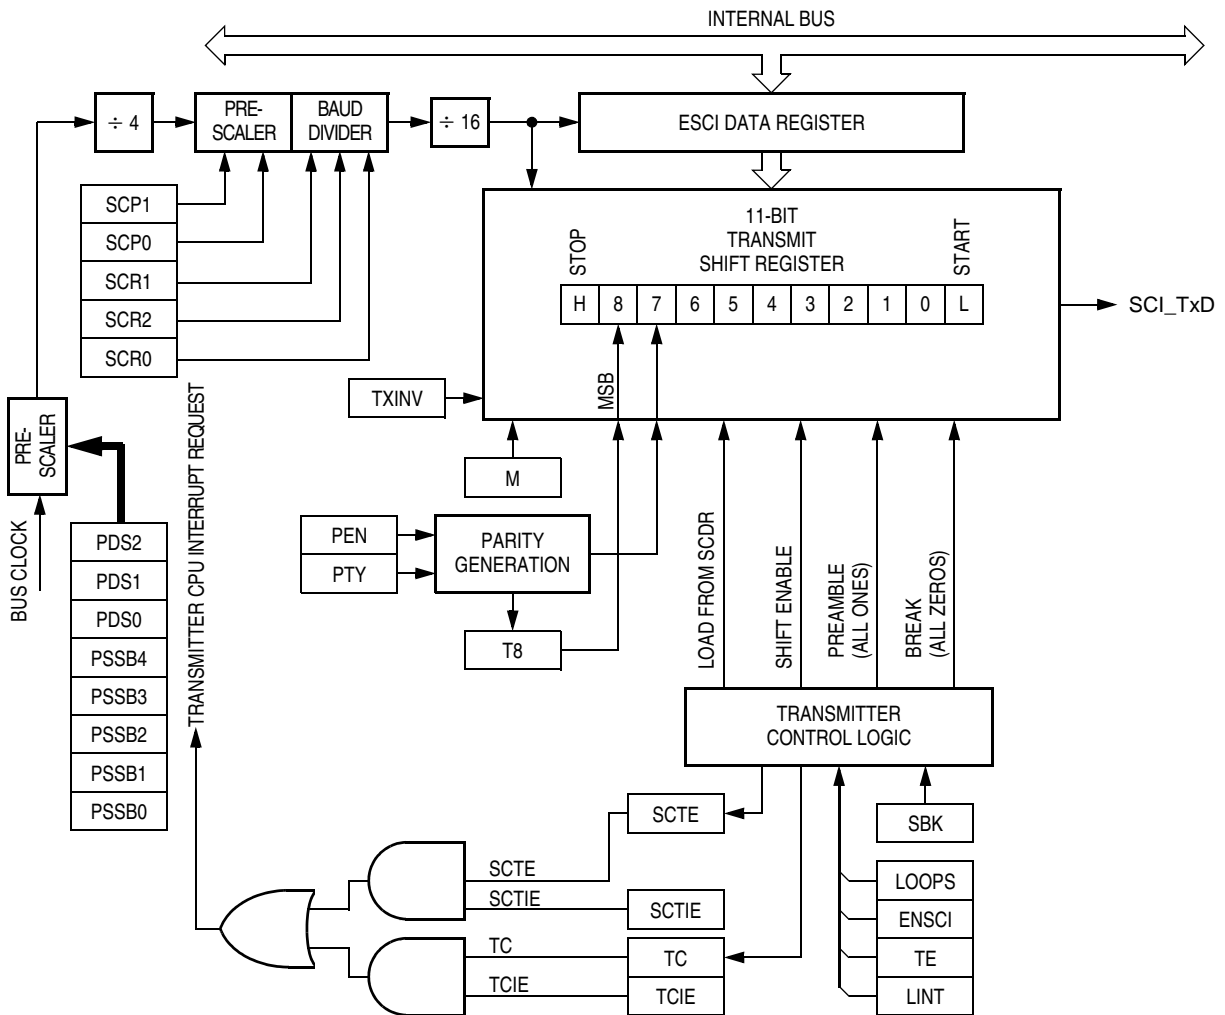 INTERNAL BUS
÷ 4
PRE-
SCALER
BAUD
DIVIDER
÷ 16
ESCI DATA REGISTER
SCP1
SCP0
SCR1
SCR2
SCR0
11-BIT
TRANSMIT
SHIFT REGISTER
STOP
START
H 8 7 6 5 4 3 2 1 0 L
SCI_TxD
TXINV
MSB
M
PRE-
SCALER
BUS CLOCK
TRANSMITTER CPU INTERRUPT REQUEST
PEN
PTY
PARITY
GENERATION
T8
PDS2
PDS1
PDS0
PSSB4
PSSB3
PSSB2
PSSB1
PSSB0
LOAD FROM SCDR
SHIFT ENABLE
PREAMBLE
(ALL ONES)
BREAK
(ALL ZEROS)
TRANSMITTER
CONTROL LOGIC
SCTE
SBK
SCTE
SCTIE
SCTIE
TC
TC
TCIE
TCIE
LOOPS
ENSCI
TE
LINT